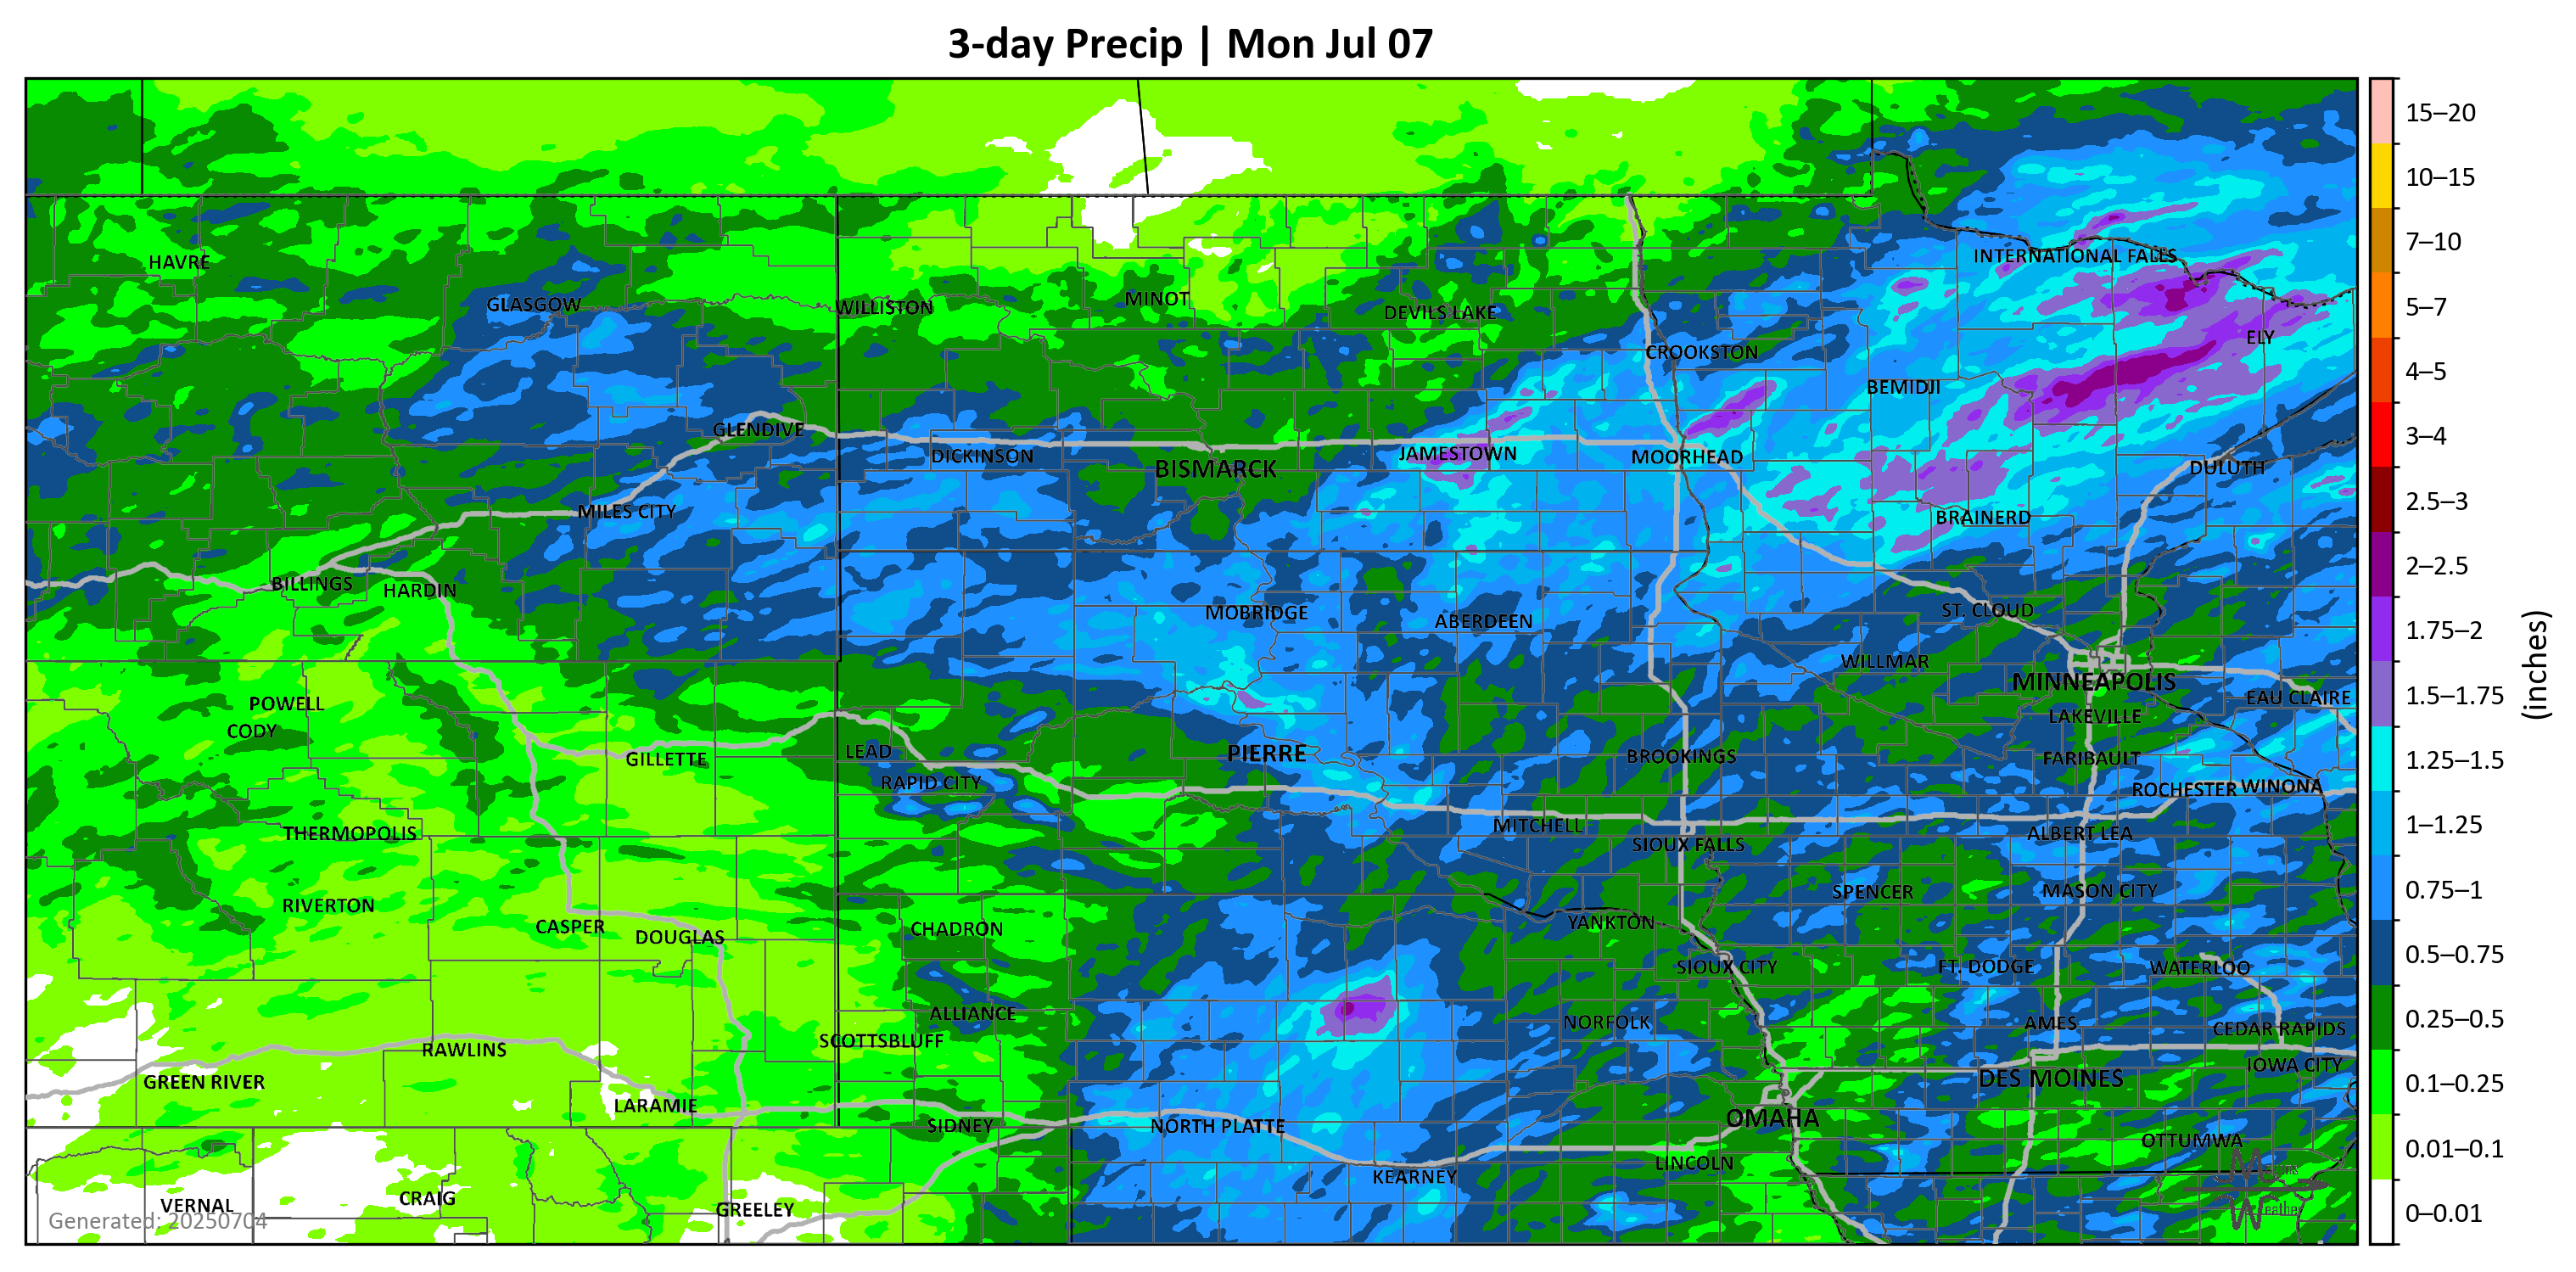 3-day Precip | Mon Jul 07
15–20
10–15
7–10
5–7
4–5
3–4
2.5–3
2–2.5
1.75–2
1.5–1.75
1.25–1.5
1–1.25
0.75–1
0.5–0.75
0.25–0.5
0.1–0.25
0.01–0.1
0–0.01
(inches)
INTERNATIONAL FALLS
HAVRE
MINOT
GLASGOW
WILLISTON
DEVILS LAKE
ELY
CROOKSTON
BEMIDJI
GLENDIVE
DICKINSON
JAMESTOWN
MOORHEAD
BISMARCK
DULUTH
MILES CITY
BRAINERD
BILLINGS
HARDIN
MOBRIDGE
ST. CLOUD
ABERDEEN
WILLMAR
MINNEAPOLIS
EAU CLAIRE
POWELL
LAKEVILLE
CODY
LEAD
PIERRE
BROOKINGS
GILLETTE
FARIBAULT
RAPID CITY
ROCHESTER
WINONA
MITCHELL
THERMOPOLIS
ALBERT LEA
SIOUX FALLS
SPENCER
MASON CITY
RIVERTON
YANKTON
CASPER
CHADRON
DOUGLAS
SIOUX CITY
FT. DODGE
WATERLOO
ALLIANCE
NORFOLK
AMES
CEDAR RAPIDS
SCOTTSBLUFF
RAWLINS
IOWA CITY
GREEN RIVER
DES MOINES
LARAMIE
OMAHA
SIDNEY
NORTH PLATTE
OTTUMWA
LINCOLN
KEARNEY
CRAIG
VERNAL
GREELEY
Generated: 20250704
Weather